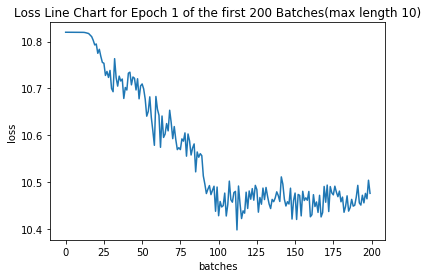 Loss Line Chart for Epoch 1 of the first 200 Batches(max length 10)
10.8
10.7
10.6
10.5
10.4
loss
0 25 50 75 100 125 150 175 200
batches